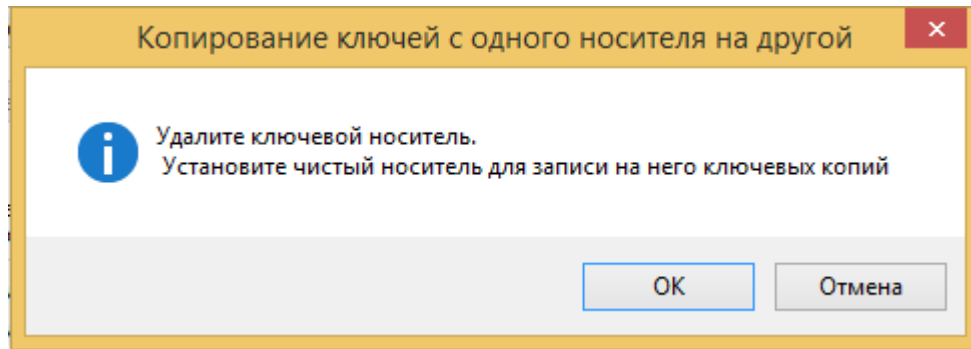 Копирование ключей с одного носителя на другой
Удалите ключевой носитель.
Установите чистый носитель для записи на него ключевых копий
ОК
Отмена